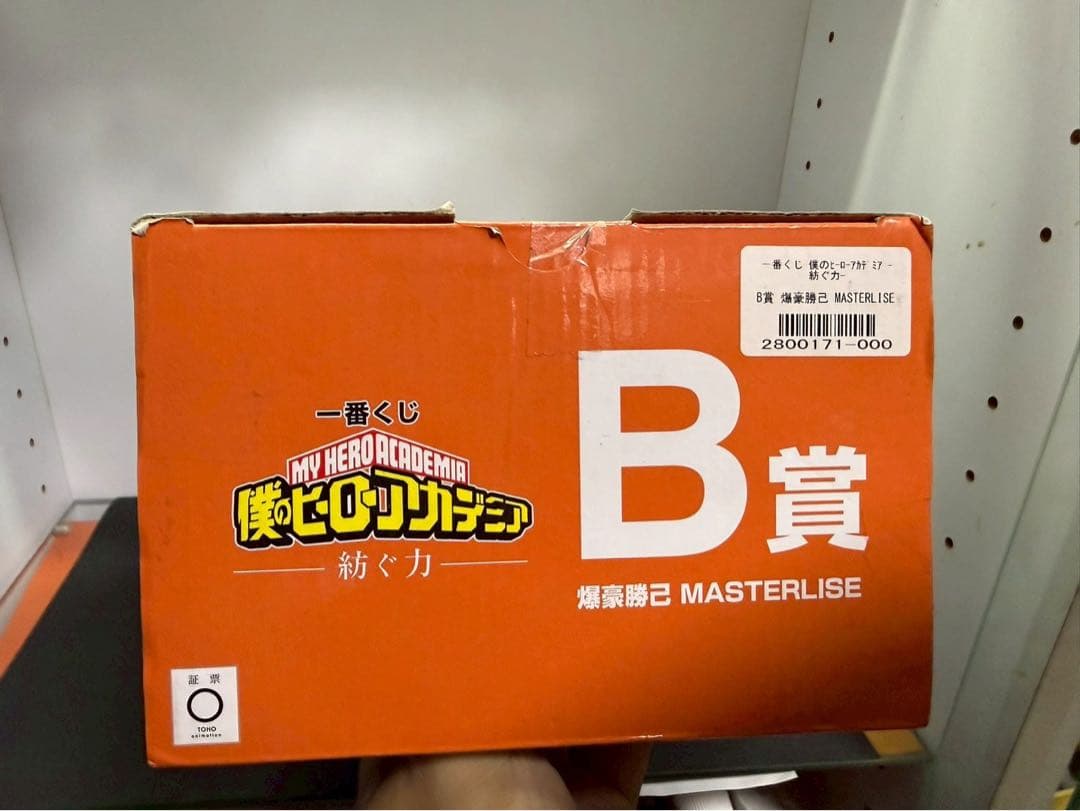 一番くじ 僕のﾋｰﾛｰｱｶﾃﾞﾐｱ -
紡ぐ力-
B賞 爆豪勝己 MASTERLISE
2800171-000
一番くじ
MY HERO ACADEMIA
僕のヒーローアカデミア
紡ぐ力
B賞
爆豪勝己 MASTERLISE
証票
TOHO
animation